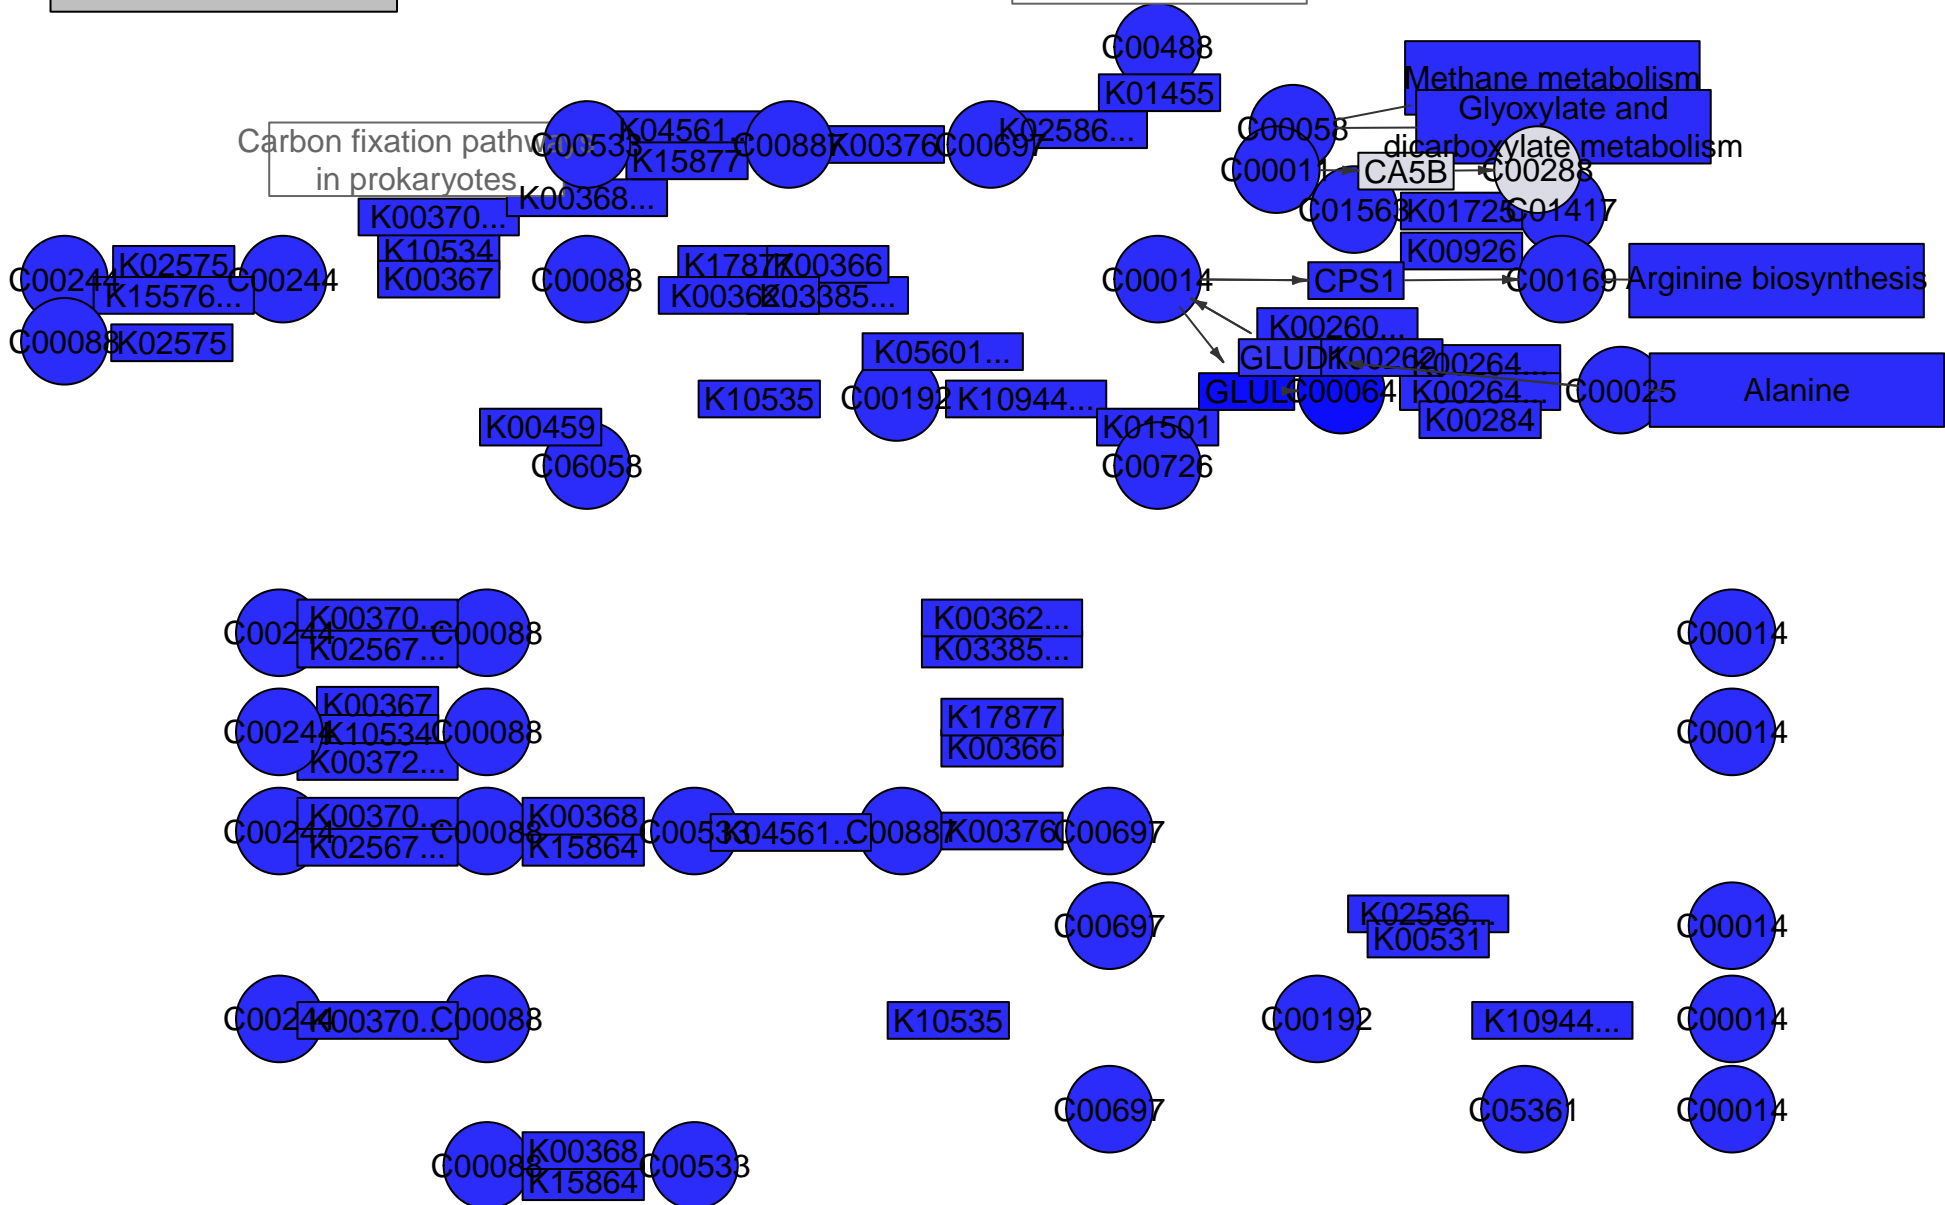 C00488
K01455
Methane metabolism
Glyoxylate and
dicarboxylate metabolism
Carbon fixation pathways
in prokaryotes
C00533
K04561...
K15877
C00887
K00376
C00697
K02586...
C00058
C00011
CA5B
C00288
K00368...
K00370...
C01563
K01725
C01417
K10534
K00367
C00244
K02575
K15576...
C00244
C00088
K17877
K00366
K00362...
K03385...
C00014
K00926
CPS1
C00169
Arginine biosynthesis
C00088
K02575
K05601...
K00260...
GLUD1
K00262
K00264...
K10535
C00192
K10944...
GLUL
C00064
K00264...
K00284
C00025
Alanine
K00459
C06058
K01501
C00726
C00244
K00370...
K02567...
C00088
K00362...
K03385...
C00014
C00244
K00367
K10534
K00372...
C00088
K17877
K00366
C00014
C00244
K00370...
K02567...
C00088
K00368
K15864
C00533
K04561...
C00887
K00376
C00697
C00697
K02586...
K00531
C00014
C00244
K00370...
C00088
K10535
C00192
K10944...
C00014
C00697
C05361
C00014
C00088
K00368
K15864
C00533